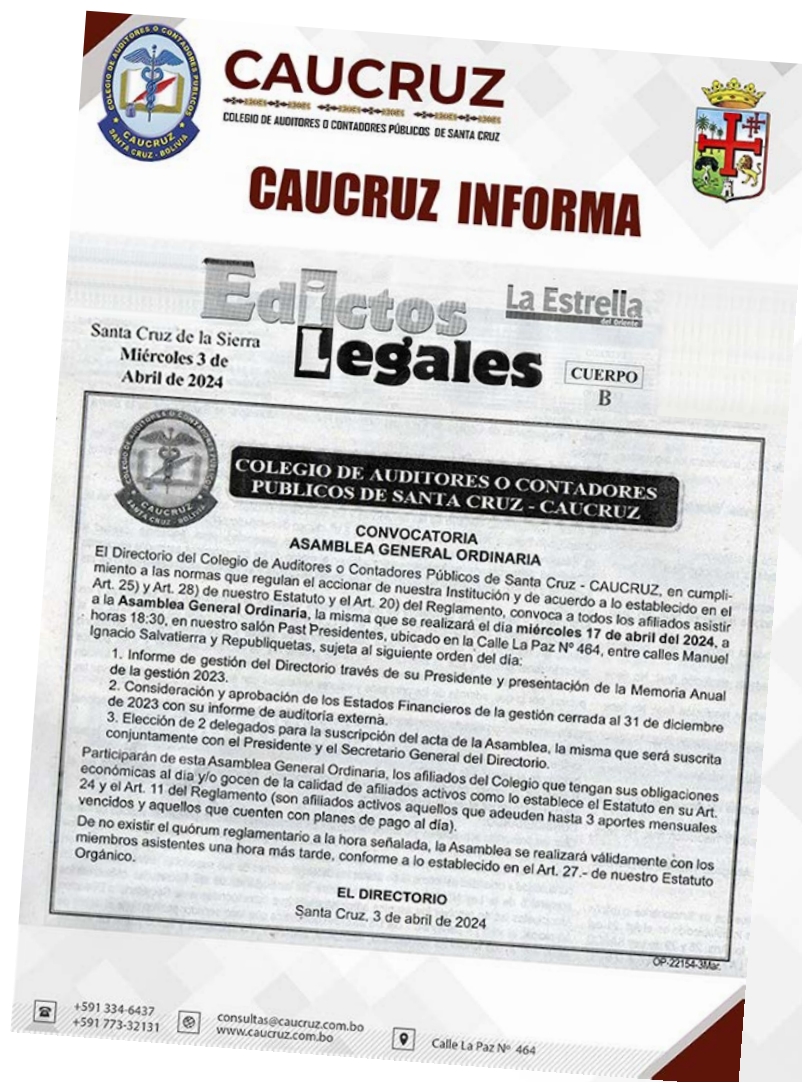 COLEGIO DE AUDITORES O CONTADORES PUBLICOS
CAUCRUZ
SANTA CRUZ - BOLIVIA
CAUCRUZ
COLEGIO DE AUDITORES O CONTADORES PÚBLICOS DE SANTA CRUZ
CAUCRUZ INFORMA
Edictos
Legales
La Estrella
del Oriente
Santa Cruz de la Sierra
Miércoles 3 de
Abril de 2024
CUERPO
B
CAUCRUZ
SANTA CRUZ - BOLIVIA
COLEGIO DE AUDITORES O CONTADORES
PUBLICOS DE SANTA CRUZ - CAUCRUZ
CONVOCATORIA
ASAMBLEA GENERAL ORDINARIA
El Directorio del Colegio de Auditores o Contadores Públicos de Santa Cruz - CAUCRUZ, en cumpli-
miento a las normas que regulan el accionar de nuestra Institución y de acuerdo a lo establecido en el
Art. 25) y Art. 28) de nuestro Estatuto y el Art. 20) del Reglamento, convoca a todos los afiliados asistir
a la Asamblea General Ordinaria, la misma que se realizará el día miércoles 17 de abril del 2024, a
horas 18:30, en nuestro salón Past Presidentes, ubicado en la Calle La Paz Nº 464, entre calles Manuel
Ignacio Salvatierra y Republiquetas, sujeta al siguiente orden del día:
1. Informe de gestión del Directorio través de su Presidente y presentación de la Memoria Anual
de la gestión 2023.
2. Consideración y aprobación de los Estados Financieros de la gestión cerrada al 31 de diciembre
de 2023 con su informe de auditoría externa.
3. Elección de 2 delegados para la suscripción del acta de la Asamblea, la misma que será suscrita
conjuntamente con el Presidente y el Secretario General del Directorio.
Participarán de esta Asamblea General Ordinaria, los afiliados del Colegio que tengan sus obligaciones
económicas al día y/o gocen de la calidad de afiliados activos como lo establece el Estatuto en su Art.
24 y el Art. 11 del Reglamento (son afiliados activos aquellos que adeuden hasta 3 aportes mensuales
vencidos y aquellos que cuenten con planes de pago al día).
De no existir el quórum reglamentario a la hora señalada, la Asamblea se realizará válidamente con los
miembros asistentes una hora más tarde, conforme a lo establecido en el Art. 27.- de nuestro Estatuto
Orgánico.
EL DIRECTORIO
Santa Cruz, 3 de abril de 2024
OP-22154-3Mar.
+591 334-6437
+591 773-32131
consultas@caucruz.com.bo
www.caucruz.com.bo
Calle La Paz Nº 464